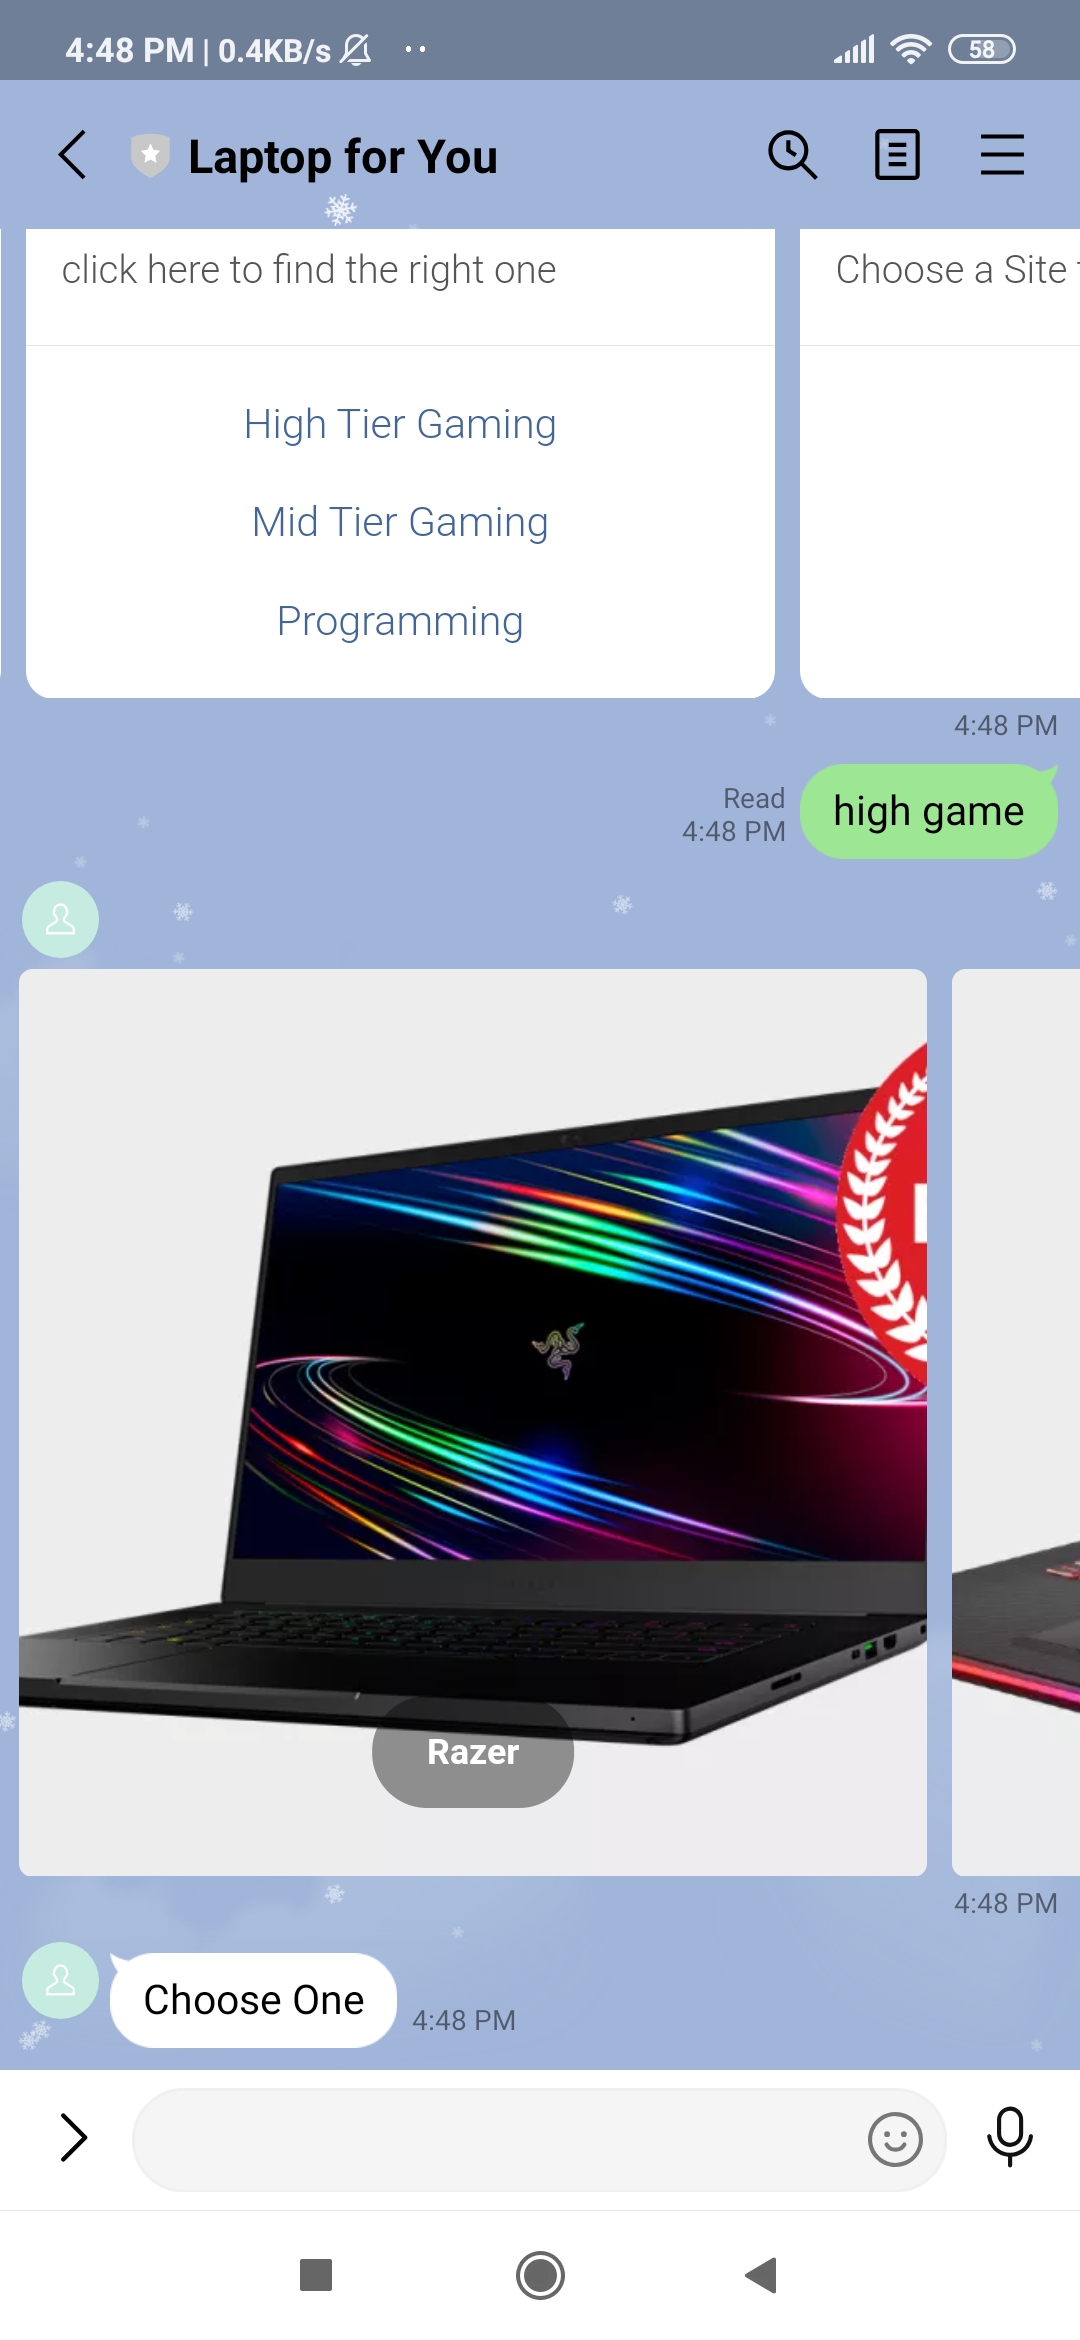 4:48 PM | 0.4KB/s
58
Laptop for You
click here to find the right one
Choose a Site
High Tier Gaming
Mid Tier Gaming
Programming
4:48 PM
Read
4:48 PM
high game
Razer
4:48 PM
Choose One
4:48 PM